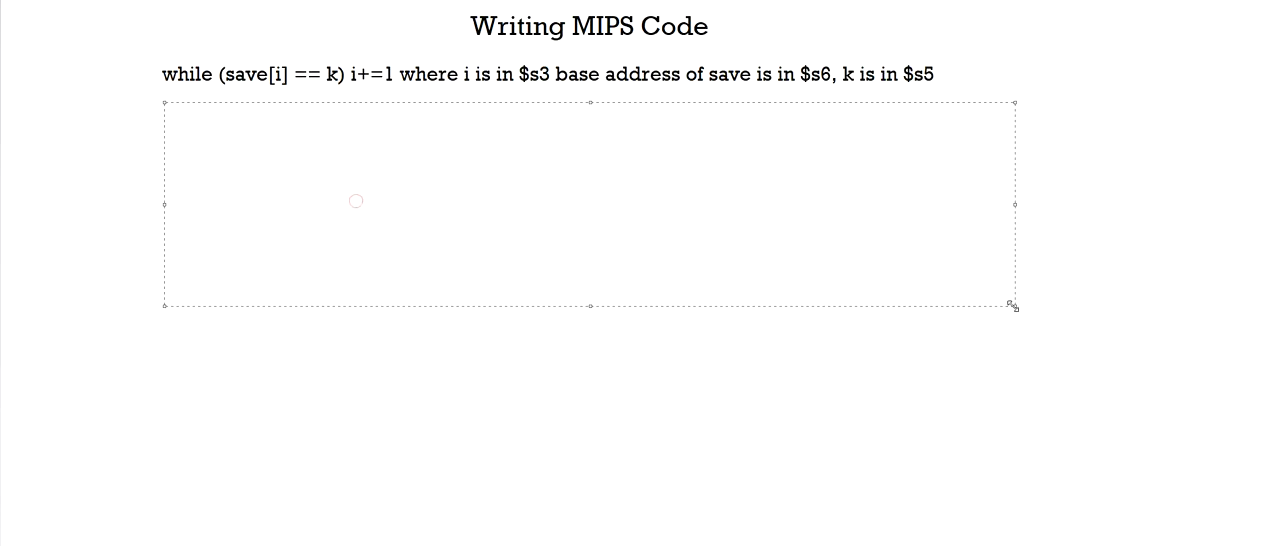 Writing MIPS Code
while (save[i] == k) i+=1 where i is in $s3 base address of save is in $s6, k is in $s5